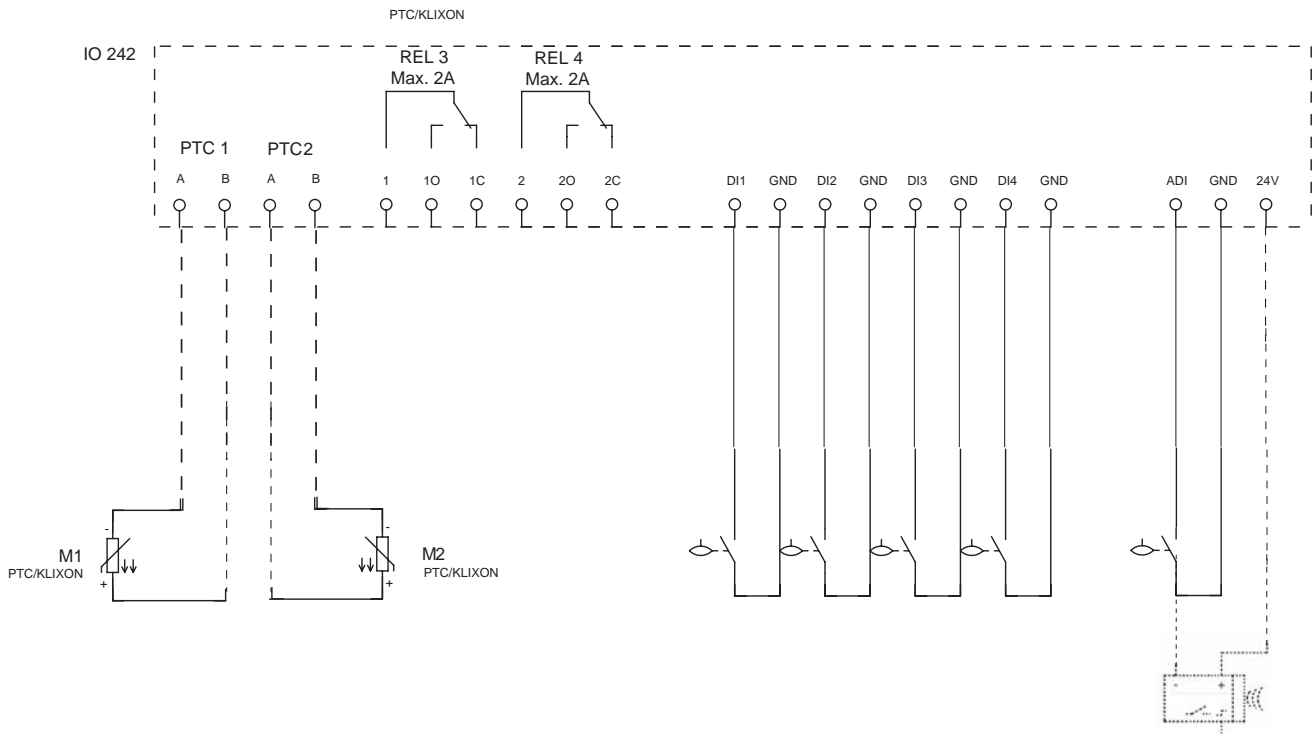 PTC/KLIXON
IO 242
REL 3
Max. 2A
REL 4
Max. 2A
PTC 1
PTC2
A B A B 1 1O 1C 2 2O 2C DI1 GND DI2 GND DI3 GND DI4 GND ADI GND 24V
-
M1
PTC/KLIXON
+
-
M2
PTC/KLIXON
+
- +